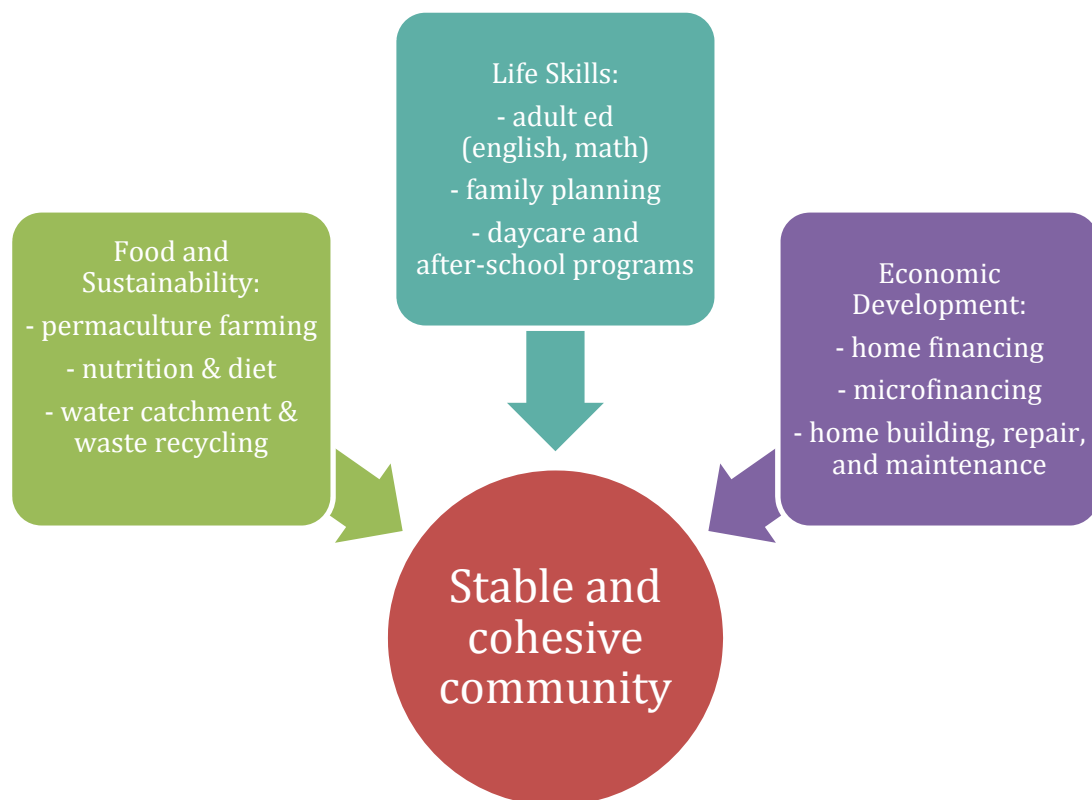 Life Skills:
- adult ed
(english, math)
- family planning
- daycare and
after-school programs
Food and
Sustainability:
- permaculture farming
- nutrition & diet
- water catchment &
waste recycling
Economic
Development:
- home financing
- microfinancing
- home building, repair,
and maintenance
Stable and
cohesive
community